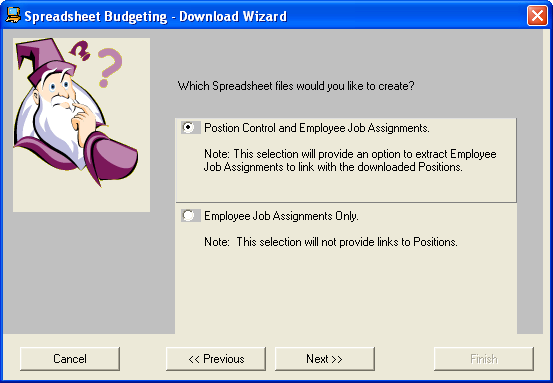 Spreadsheet Budgeting - Download Wizard
Which Spreadsheet files would you like to create?
Postion Control and Employee Job Assignments.
Note: This selection will provide an option to extract Employee
Job Assignments to link with the downloaded Positions.
Employee Job Assignments Only.
Note:  This selection will not provide links to Positions.
Cancel
<< Previous
Next >>
Finish